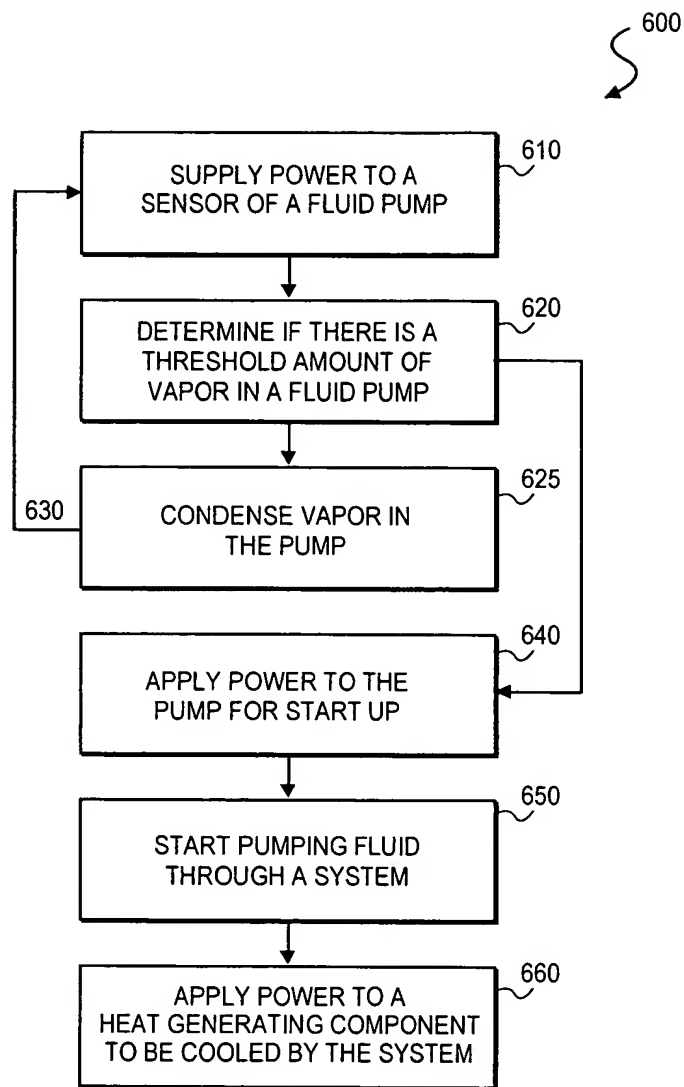 600
610
SUPPLY POWER TO A
SENSOR OF A FLUID PUMP
620
DETERMINE IF THERE IS A
THRESHOLD AMOUNT OF
VAPOR IN A FLUID PUMP
625
630
CONDENSE VAPOR IN
THE PUMP
640
APPLY POWER TO THE
PUMP FOR START UP
650
START PUMPING FLUID
THROUGH A SYSTEM
660
APPLY POWER TO A
HEAT GENERATING COMPONENT
TO BE COOLED BY THE SYSTEM